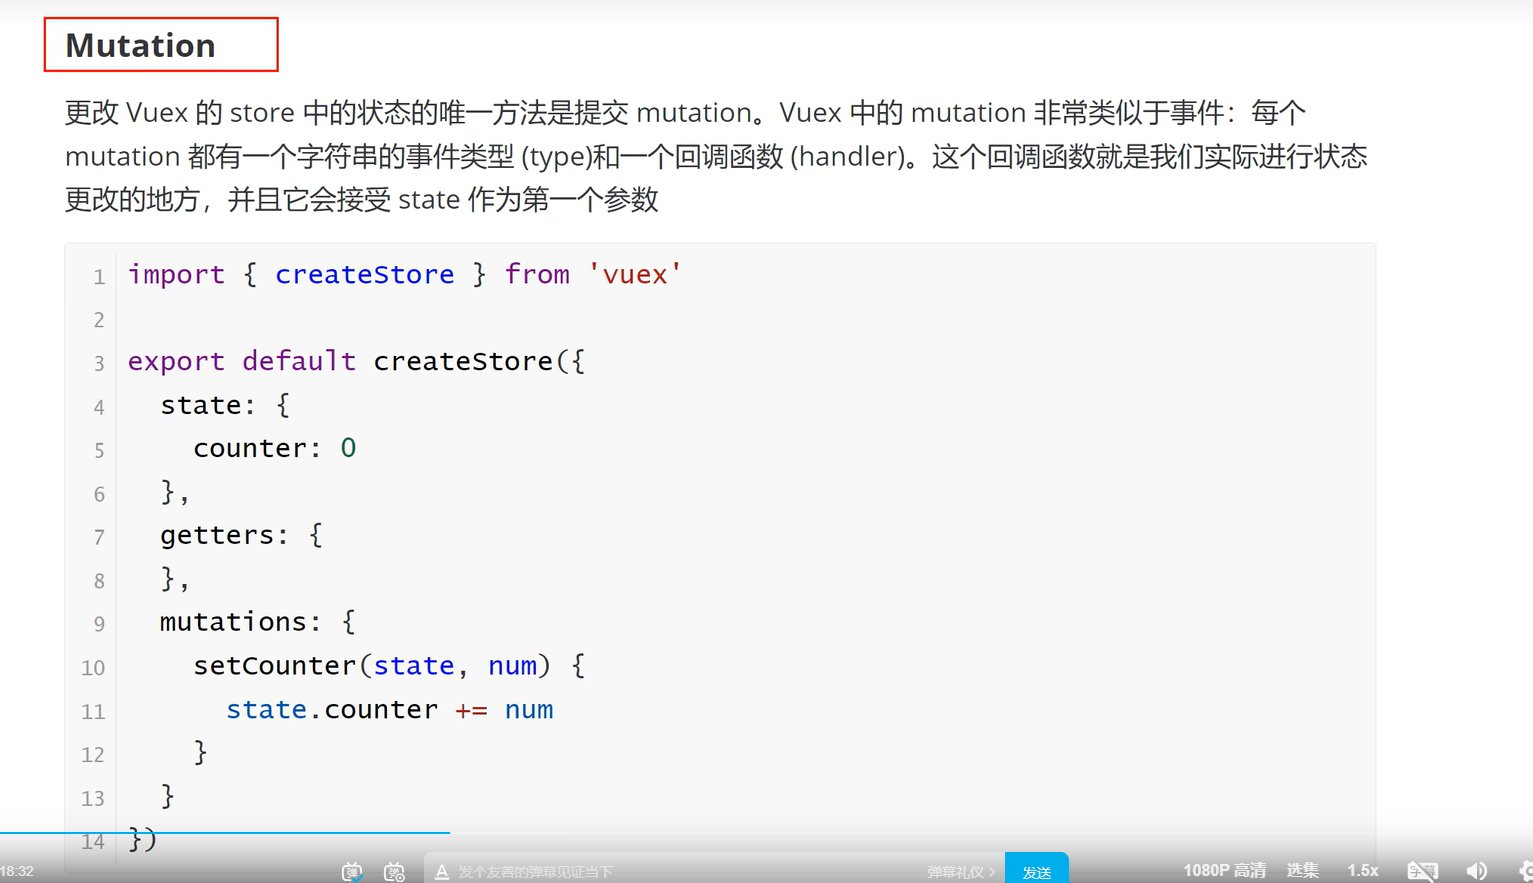 Mutation
更改 Vuex 的 store 中的状态的唯一方法是提交 mutation。Vuex 中的 mutation 非常类似于事件：每个
mutation 都有一个字符串的事件类型 (type)和一个回调函数 (handler)。这个回调函数就是我们实际进行状态
更改的地方，并且它会接受 state 作为第一个参数
1 import { createStore } from 'vuex'
2
3 export default createStore({
4   state: {
5     counter: 0
6   },
7   getters: {
8   },
9   mutations: {
10     setCounter(state, num) {
11       state.counter += num
12     }
13   }
14 })
18:32 弹 弹 A 发个友善的弹幕见证当下 弹幕礼仪 › 发送 1080P 高清 选集 1.5x 字幕